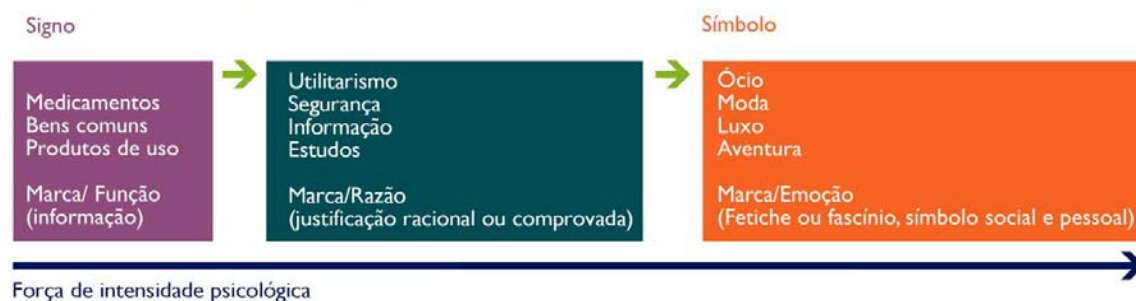 Signo
Símbolo
Medicamentos
Bens comuns
Produtos de uso
Marca/ Função
(informação)
Utilitarismo
Segurança
Informação
Estudos
Marca/Razão
(justificação racional ou comprovada)
Ócio
Moda
Luxo
Aventura
Marca/Emoção
(Fetiche ou fascínio, símbolo social e pessoal)
Força de intensidade psicológica